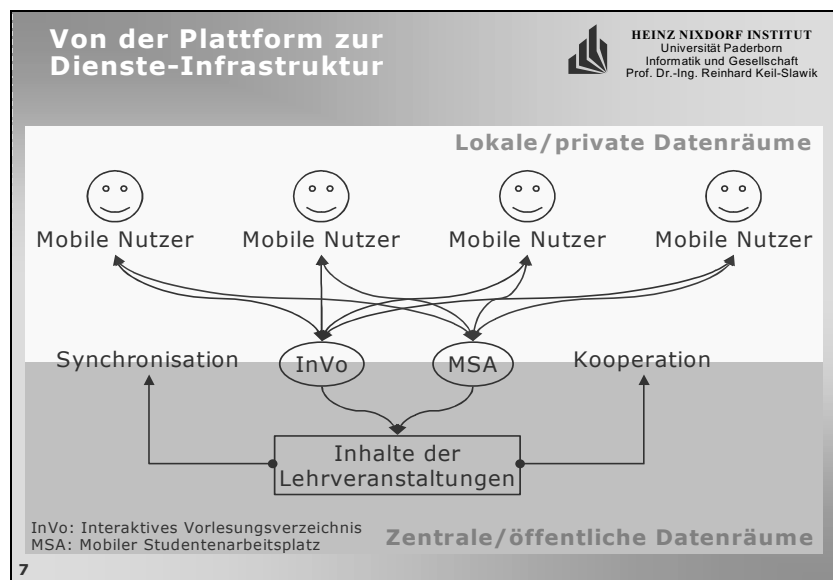 Von der Plattform zur
Dienste-Infrastruktur
HEINZ NIXDORF INSTITUT
Universität Paderborn
Informatik und Gesellschaft
Prof. Dr.-Ing. Reinhard Keil-Slawik
Lokale/private Datenräume
Mobile Nutzer Mobile Nutzer Mobile Nutzer Mobile Nutzer
Synchronisation InVo MSA Kooperation
Inhalte der
Lehrveranstaltungen
InVo: Interaktives Vorlesungsverzeichnis
MSA: Mobiler Studentenarbeitsplatz
Zentrale/öffentliche Datenräume
7